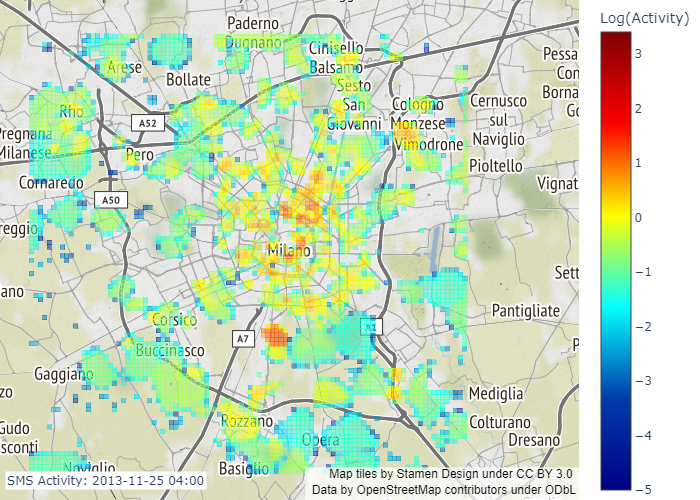 Log(Activity)
Paderno
Dugnano
Cinisello
Balsamo
Arese
Bollate
Sesto
San
Giovanni
Cologno
Monzese
Vimodrone
Cernusco
sul
Naviglio
Pioltello
Pessa
Con
Borna
Go
Rho
A52
Pregnana
Milanese
Pero
Cornaredo
A50
Vignat
reggio
Milano
Sett
ano
Pantigliate
Corsico
A7
A1
Buccinasco
P
Gaggiano
zo
Mediglia
Rozzano
Colturano
Gudo
sconti
Opera
Dresano
Noviglio
Basiglio
SMS Activity: 2013-11-25 04:00
Map tiles by Stamen Design under CC BY 3.0
Data by OpenStreetMap contributors under ODbL
3
2
1
0
−1
−2
−3
−4
−5